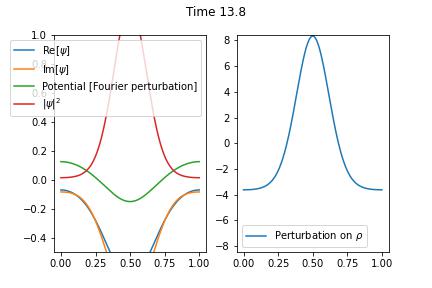 Time 13.8
1.0
0.8
0.6
0.4
0.2
0.0
−0.2
−0.4
0.00 0.25 0.50 0.75 1.00
Re[ψ]
Im[ψ]
Potential [Fourier perturbation]
|ψ|²
8
6
4
2
0
−2
−4
−6
−8
0.00 0.25 0.50 0.75 1.00
Perturbation on ρ